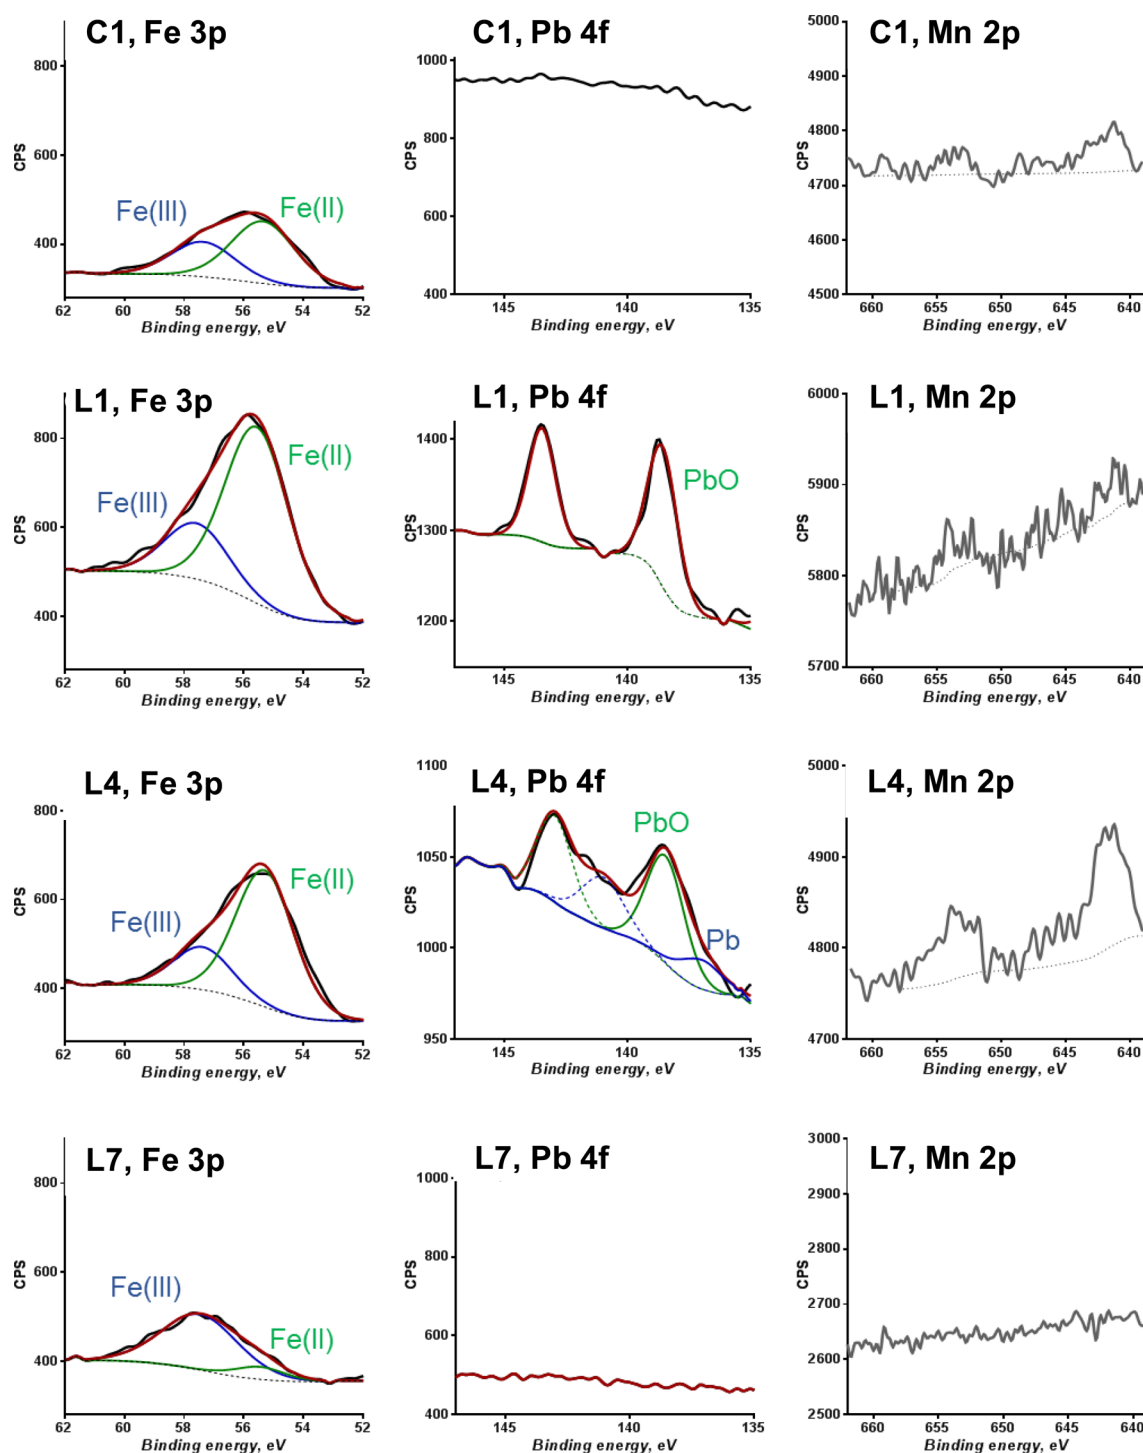 C1, Fe 3p
800
600
400
CPS
Fe(III)
Fe(II)
62 60 58 56 54 52
Binding energy, eV
C1, Pb 4f
1000
800
600
400
CPS
145 140 135
Binding energy, eV
C1, Mn 2p
5000
4900
4800
4700
4600
4500
CPS
660 655 650 645 640
Binding energy, eV
L1, Fe 3p
800
600
400
CPS
Fe(III)
Fe(II)
62 60 58 56 54 52
Binding energy, eV
L1, Pb 4f
1400
1300
1200
CPS
PbO
145 140 135
Binding energy, eV
L1, Mn 2p
6000
5900
5800
5700
CPS
660 655 650 645 640
Binding energy, eV
L4, Fe 3p
800
600
400
CPS
Fe(III)
Fe(II)
62 60 58 56 54 52
Binding energy, eV
L4, Pb 4f
1100
1050
1000
950
CPS
PbO
Pb
145 140 135
Binding energy, eV
L4, Mn 2p
5000
4900
4800
4700
CPS
660 655 650 645 640
Binding energy, eV
L7, Fe 3p
800
600
400
CPS
Fe(III)
Fe(II)
62 60 58 56 54 52
Binding energy, eV
L7, Pb 4f
1000
800
600
400
CPS
145 140 135
Binding energy, eV
L7, Mn 2p
3000
2900
2800
2700
2600
2500
CPS
660 655 650 645 640
Binding energy, eV